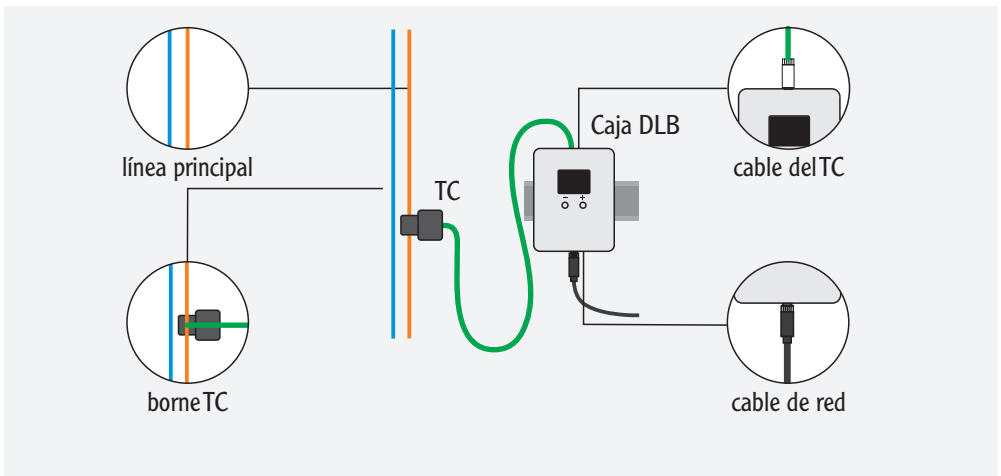 Caja DLB
línea principal
cable del TC
TC
- +
borne TC
cable de red